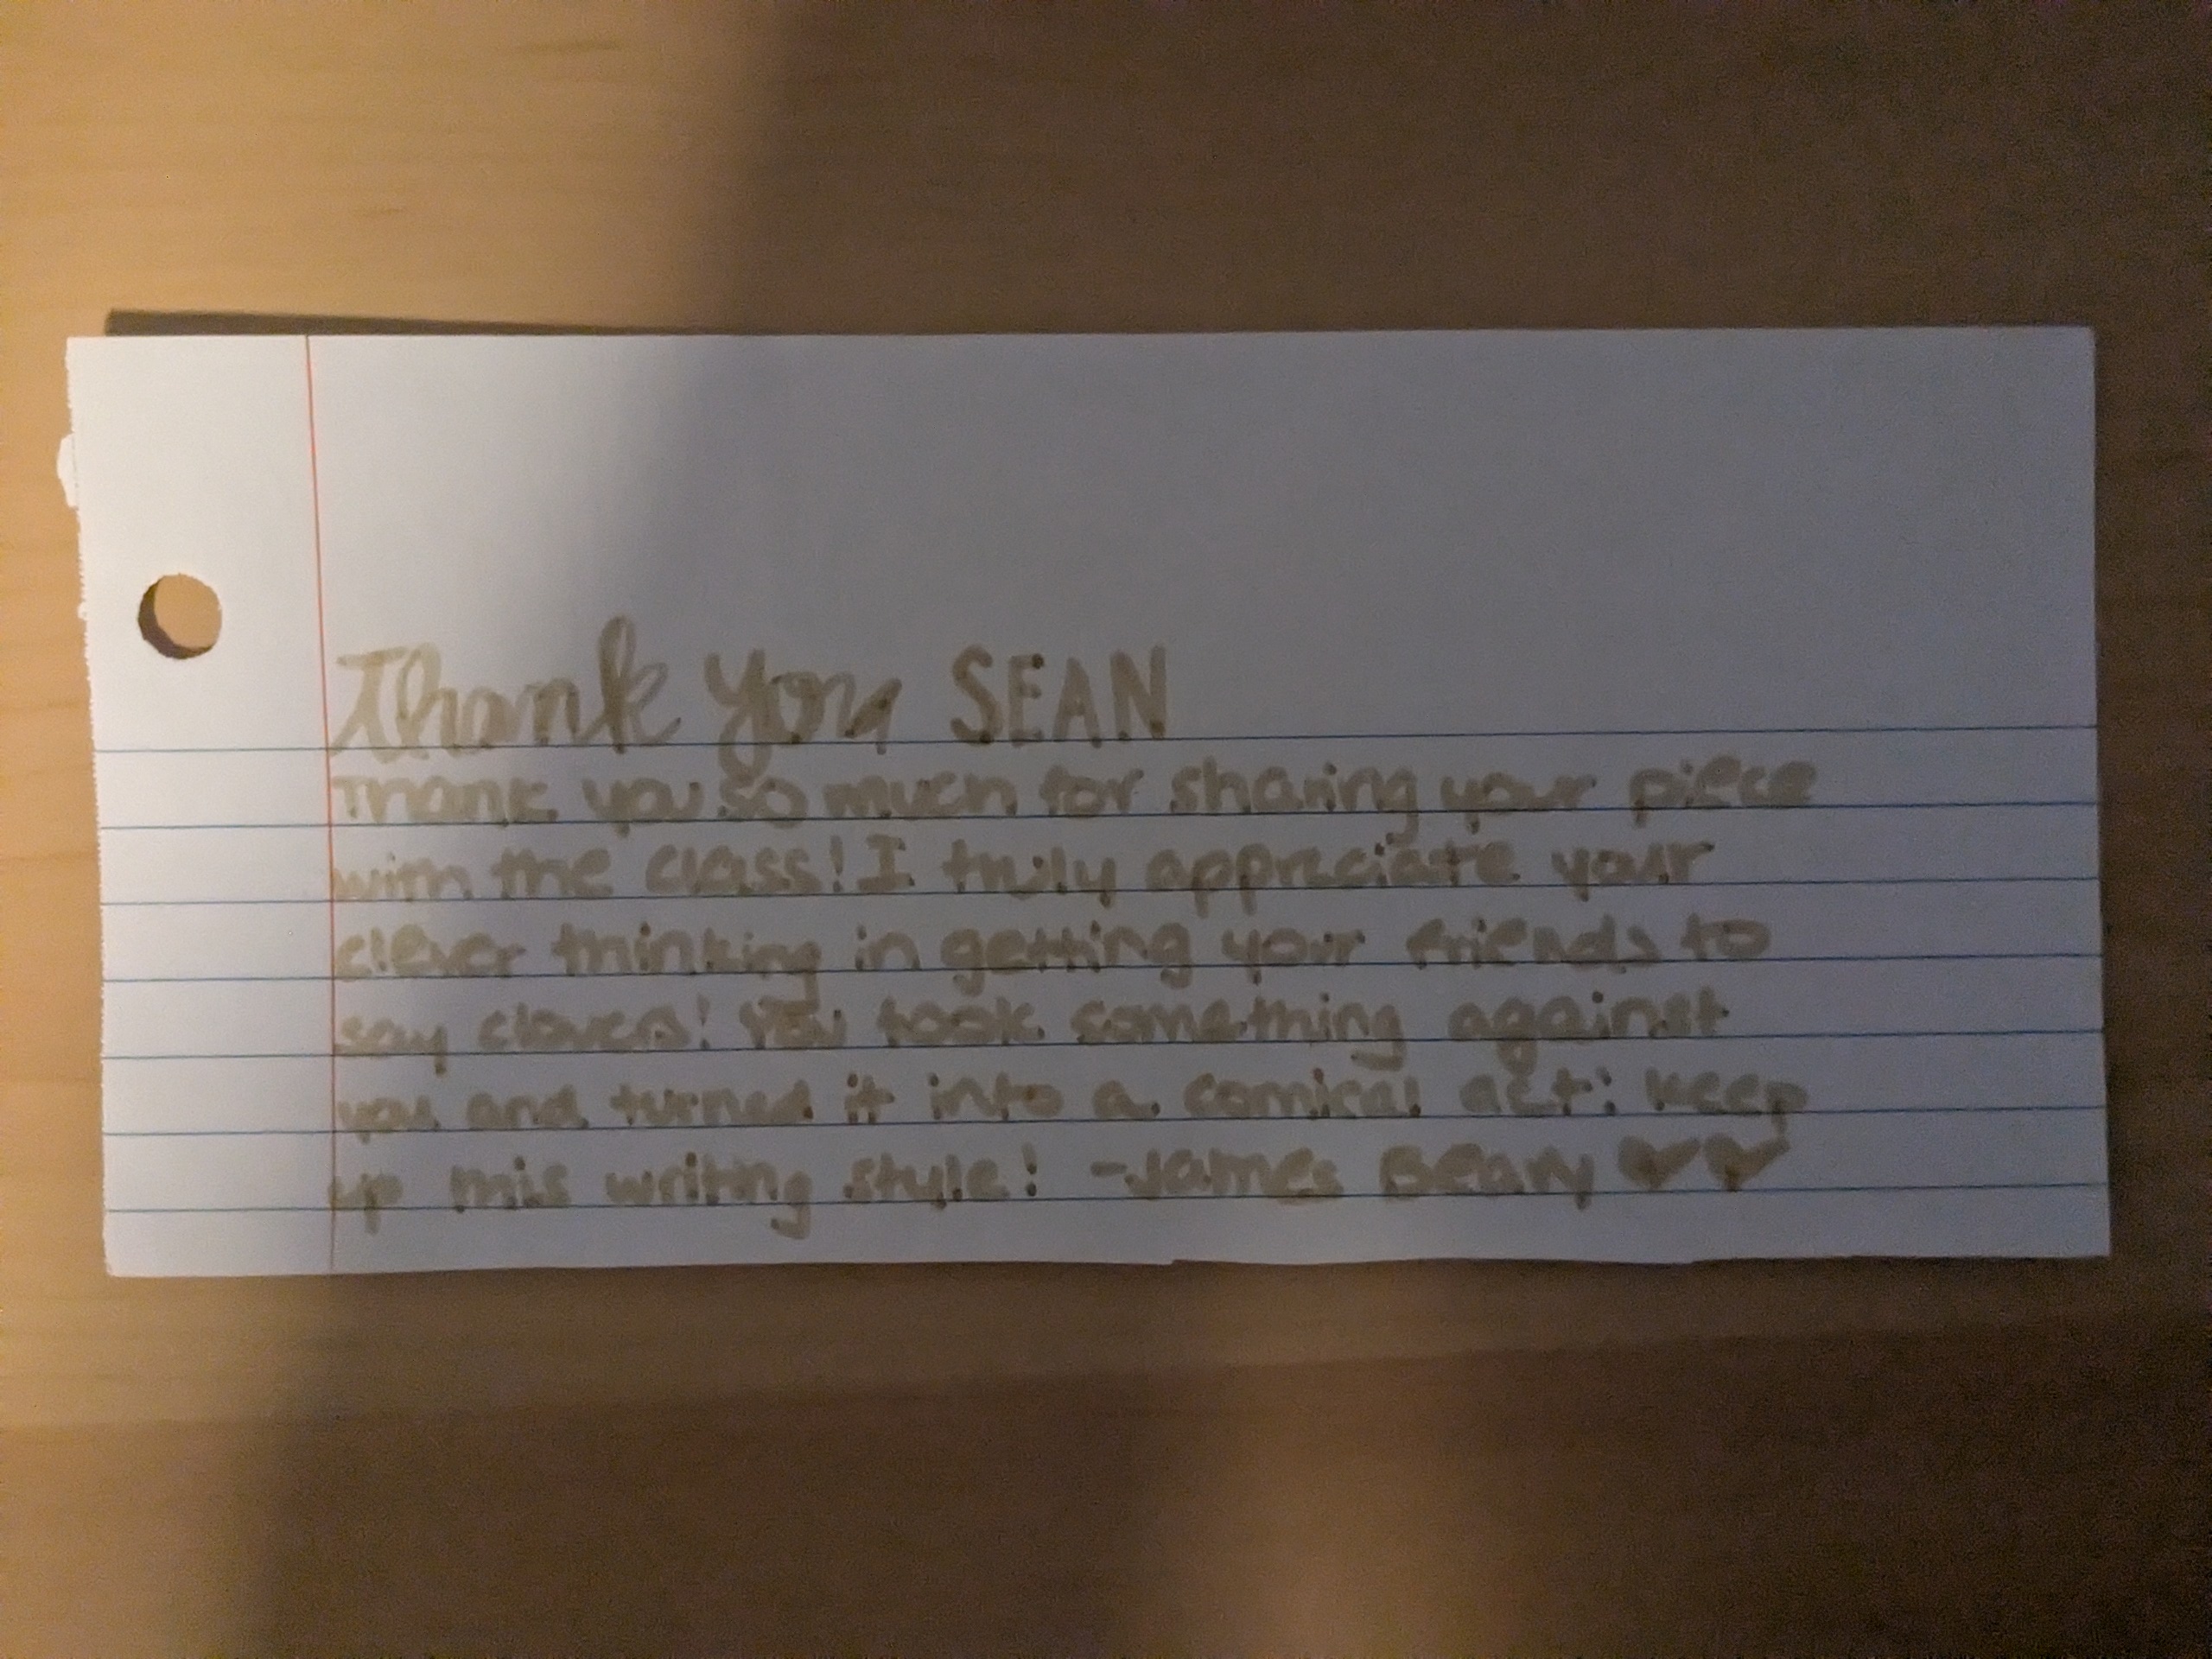 Thank you SEAN
Thank you so much for sharing your piece
with the class! I truly appreciate your
clever thinking in getting your friends to
say clovers! You took something against
you and turned it into a comical act! Keep
up this writing style! -James Beary ♥♥